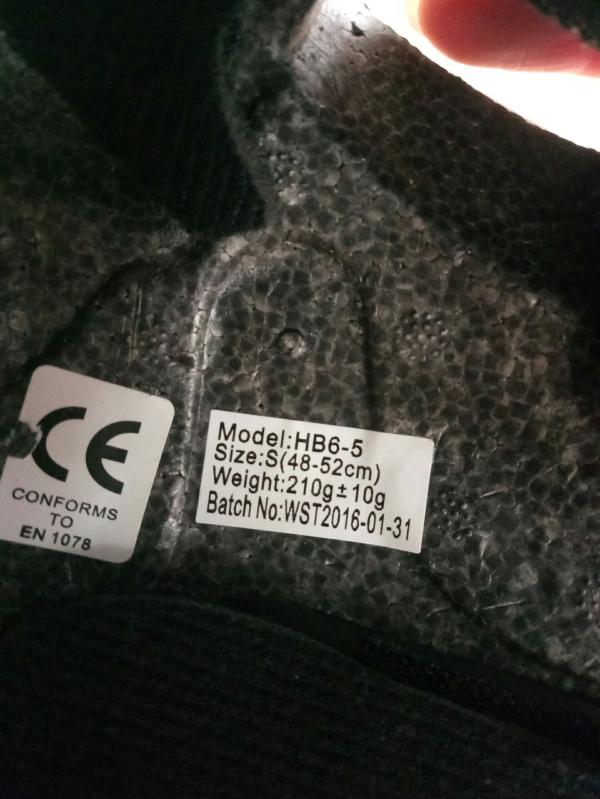 CE
CONFORMS
TO
EN 1078
Model:HB6-5
Size:S(48-52cm)
Weight:210g±10g
Batch No:WST2016-01-31